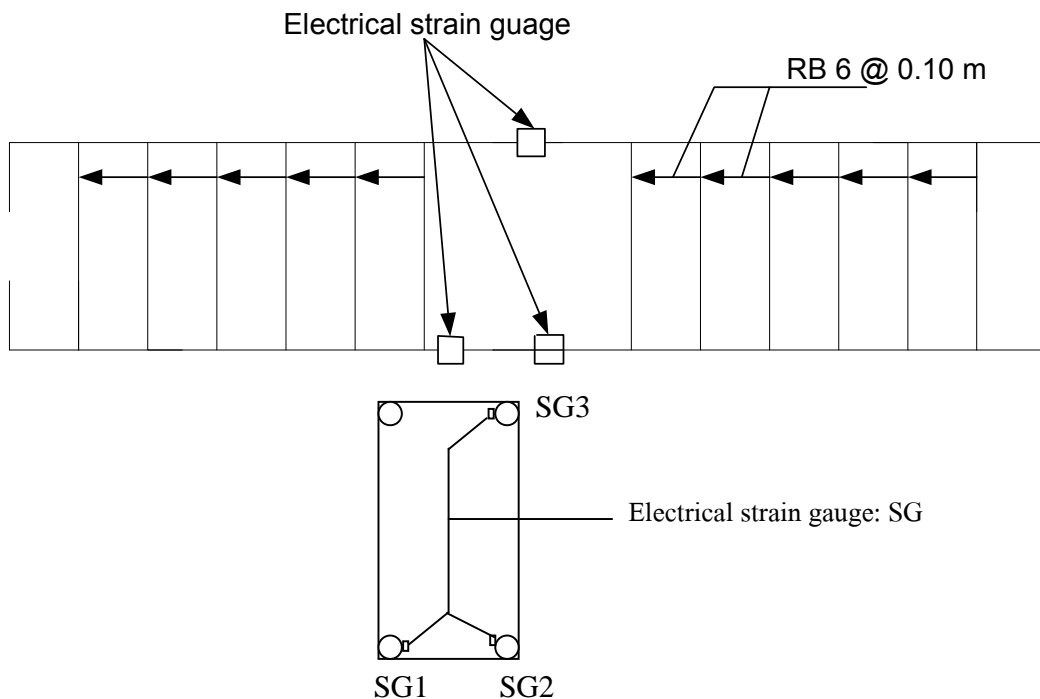 Electrical strain guage
RB 6 @ 0.10 m
SG3
Electrical strain gauge: SG
SG1
SG2